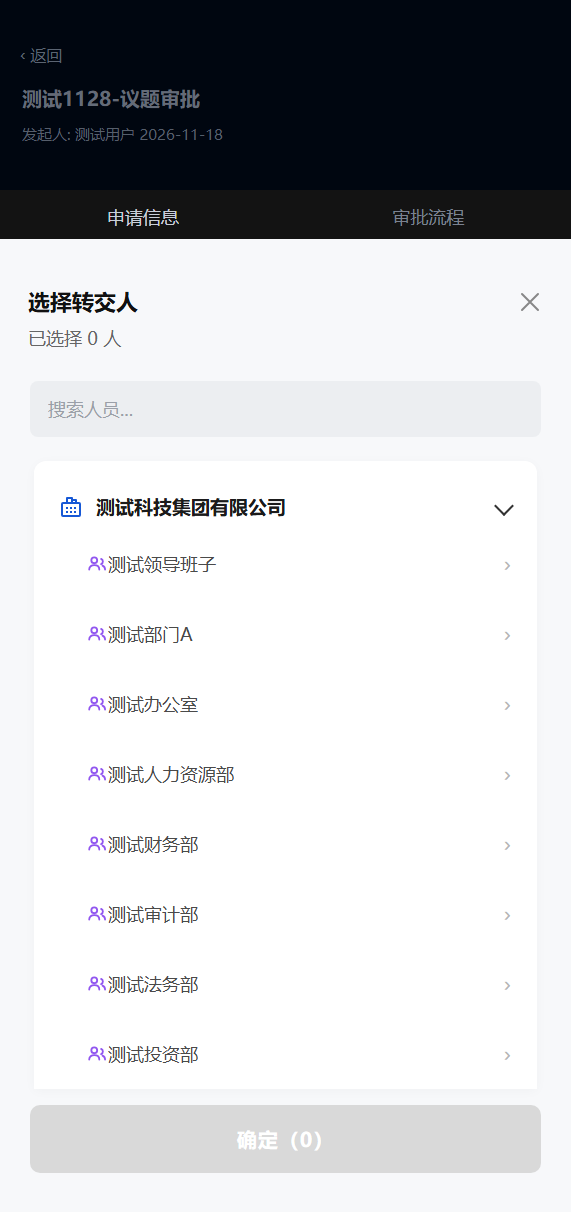 ‹ 返回
测试1128-议题审批
发起人: 测试用户 2026-11-18
申请信息 审批流程
选择转交人
已选择 0 人
搜索人员...
测试科技集团有限公司
测试领导班子
测试部门A
测试办公室
测试人力资源部
测试财务部
测试审计部
测试法务部
测试投资部
确定（0）